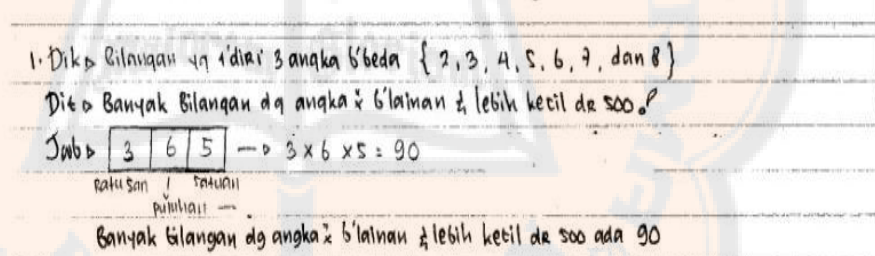 1. Dik▷ Bilangan yg t'diri 3 angka b'beda {2, 3, 4, 5, 6, 7, dan 8}
Dit▷ Banyak Bilangan dg angka² b'lainan & lebih kecil dr 500.?
Jwb▷ 3 | 6 | 5 → 3 x 6 x 5 = 90
Ratusan | satuan
puluhan
Banyak bilangan dg angka² b'lainan & lebih kecil dr 500 ada 90